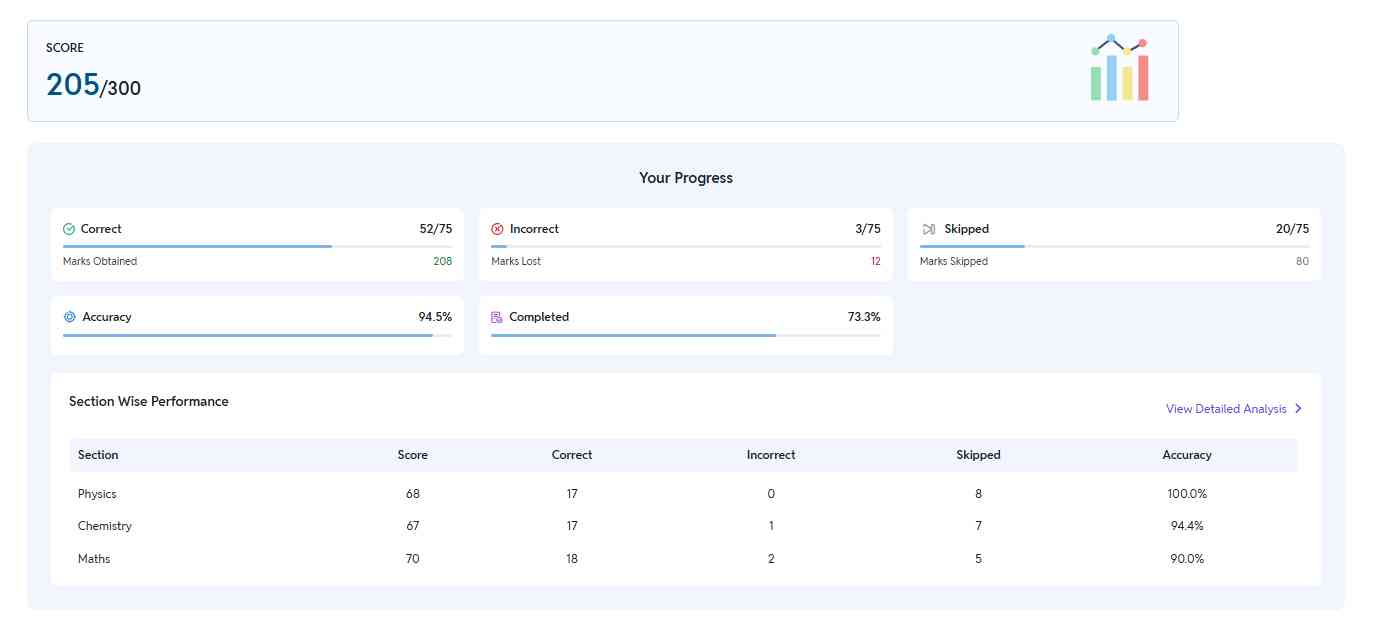 SCORE
205/300
Your Progress
Correct 52/75
Marks Obtained 208
Incorrect 3/75
Marks Lost 12
Skipped 20/75
Marks Skipped 80
Accuracy 94.5%
Completed 73.3%
Section Wise Performance
View Detailed Analysis
Section Score Correct Incorrect Skipped Accuracy
Physics 68 17 0 8 100.0%
Chemistry 67 17 1 7 94.4%
Maths 70 18 2 5 90.0%